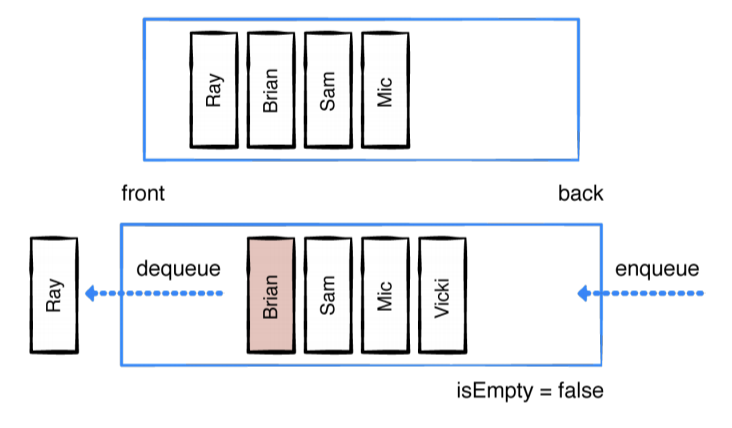 Ray
Brian
Sam
Mic
front
back
Ray
dequeue
Brian
Sam
Mic
Vicki
enqueue
isEmpty = false